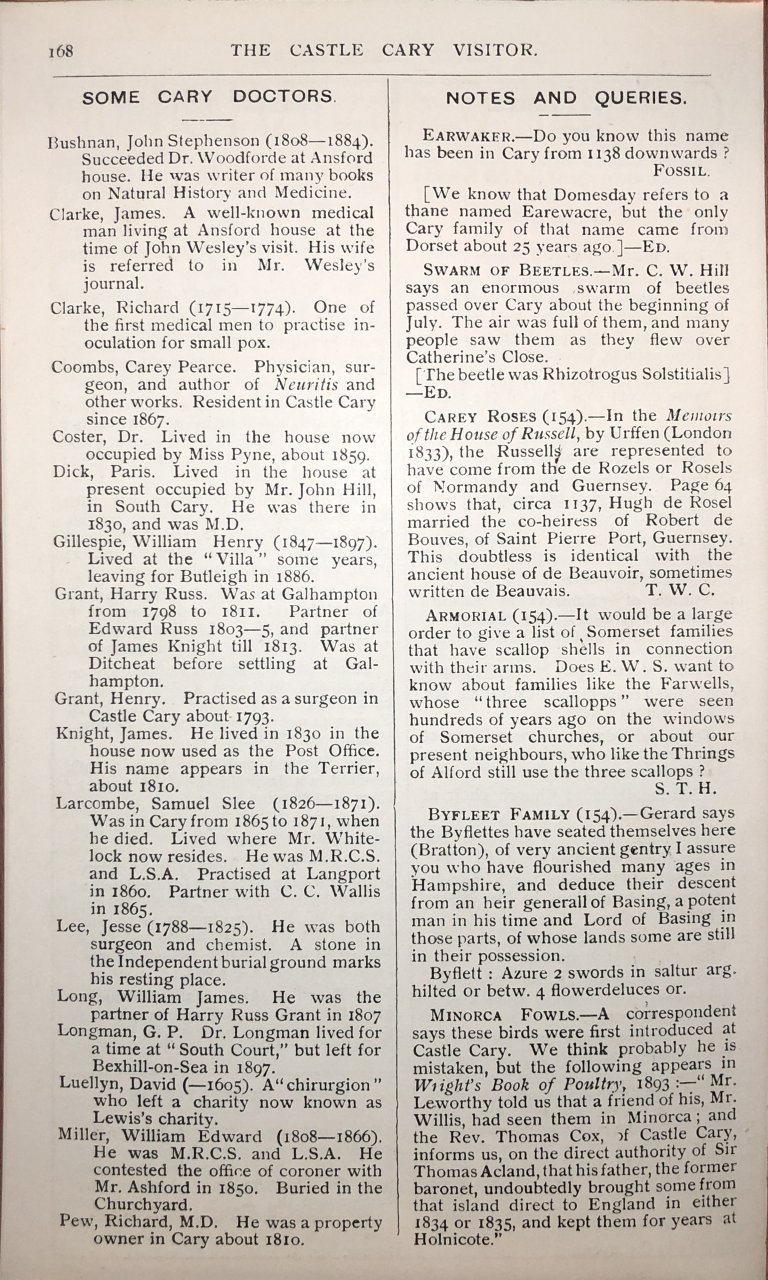 168
THE CASTLE CARY VISITOR.
SOME CARY DOCTORS.
Bushnan, John Stephenson (1808—1884).
Succeeded Dr. Woodforde at Ansford
house. He was writer of many books
on Natural History and Medicine.
Clarke, James. A well-known medical
man living at Ansford house at the
time of John Wesley's visit. His wife
is referred to in Mr. Wesley's
journal.
Clarke, Richard (1715—1774). One of
the first medical men to practise in-
oculation for small pox.
Coombs, Carey Pearce. Physician, sur-
geon, and author of Neuritis and
other works. Resident in Castle Cary
since 1867.
Coster, Dr. Lived in the house now
occupied by Miss Pyne, about 1859.
Dick, Paris. Lived in the house at
present occupied by Mr. John Hill,
in South Cary. He was there in
1830, and was M.D.
Gillespie, William Henry (1847—1897).
Lived at the "Villa" some years,
leaving for Butleigh in 1886.
Grant, Harry Russ. Was at Galhampton
from 1798 to 1811. Partner of
Edward Russ 1803—5, and partner
of James Knight till 1813. Was at
Ditcheat before settling at Gal-
hampton.
Grant, Henry. Practised as a surgeon in
Castle Cary about 1793.
Knight, James. He lived in 1830 in the
house now used as the Post Office.
His name appears in the Terrier,
about 1810.
Larcombe, Samuel Slee (1826—1871).
Was in Cary from 1865 to 1871, when
he died. Lived where Mr. White-
lock now resides. He was M.R.C.S.
and L.S.A. Practised at Langport
in 1860. Partner with C. C. Wallis
in 1865.
Lee, Jesse (1788—1825). He was both
surgeon and chemist. A stone in
the Independent burial ground marks
his resting place.
Long, William James. He was the
partner of Harry Russ Grant in 1807
Longman, G. P. Dr. Longman lived for
a time at "South Court," but left for
Bexhill-on-Sea in 1897.
Luellyn, David (—1605). A "chirurgion"
who left a charity now known as
Lewis's charity.
Miller, William Edward (1808—1866).
He was M.R.C.S. and L.S.A. He
contested the office of coroner with
Mr. Ashford in 1850. Buried in the
Churchyard.
Pew, Richard, M.D. He was a property
owner in Cary about 1810.
NOTES AND QUERIES.
EARWAKER.—Do you know this name
has been in Cary from 1138 downwards ?
FOSSIL.
[We know that Domesday refers to a
thane named Earewacre, but the only
Cary family of that name came from
Dorset about 25 years ago.]—ED.
SWARM OF BEETLES.—Mr. C. W. Hill
says an enormous swarm of beetles
passed over Cary about the beginning of
July. The air was full of them, and many
people saw them as they flew over
Catherine's Close.
[The beetle was Rhizotrogus Solstitialis]
—ED.
CAREY ROSES (154).—In the Memoirs
of the House of Russell, by Urffen (London
1833), the Russells are represented to
have come from the de Rozels or Rosels
of Normandy and Guernsey. Page 64
shows that, circa 1137, Hugh de Rosel
married the co-heiress of Robert de
Bouves, of Saint Pierre Port, Guernsey.
This doubtless is identical with the
ancient house of de Beauvoir, sometimes
written de Beauvais. T. W. C.
ARMORIAL (154).—It would be a large
order to give a list of Somerset families
that have scallop shells in connection
with their arms. Does E. W. S. want to
know about families like the Farwells,
whose "three scallopps" were seen
hundreds of years ago on the windows
of Somerset churches, or about our
present neighbours, who like the Thrings
of Alford still use the three scallops ?
S. T. H.
BYFLEET FAMILY (154).—Gerard says
the Byflettes have seated themselves here
(Bratton), of very ancient gentry I assure
you who have flourished many ages in
Hampshire, and deduce their descent
from an heir generall of Basing, a potent
man in his time and Lord of Basing in
those parts, of whose lands some are still
in their possession.
Byflett : Azure 2 swords in saltur arg.
hilted or betw. 4 flowerdeluces or.
MINORCA FOWLS.—A correspondent
says these birds were first introduced at
Castle Cary. We think probably he is
mistaken, but the following appears in
Wright's Book of Poultry, 1893 :—"Mr.
Leworthy told us that a friend of his, Mr.
Willis, had seen them in Minorca ; and
the Rev. Thomas Cox, of Castle Cary,
informs us, on the direct authority of Sir
Thomas Acland, that his father, the former
baronet, undoubtedly brought some from
that island direct to England in either
1834 or 1835, and kept them for years at
Holnicote."